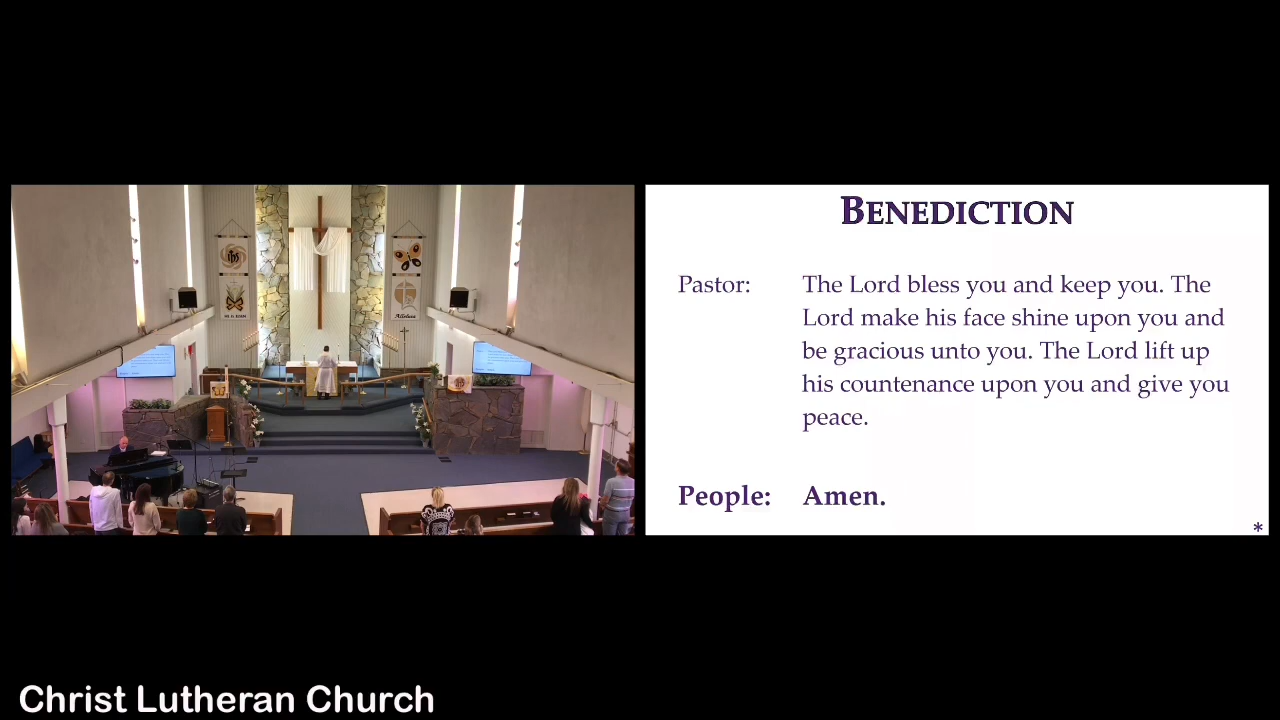 BENEDICTION
Pastor: The Lord bless you and keep you. The
Lord make his face shine upon you and
be gracious unto you. The Lord lift up
his countenance upon you and give you
peace.
People: Amen.
*
Alleluia
Christ Lutheran Church